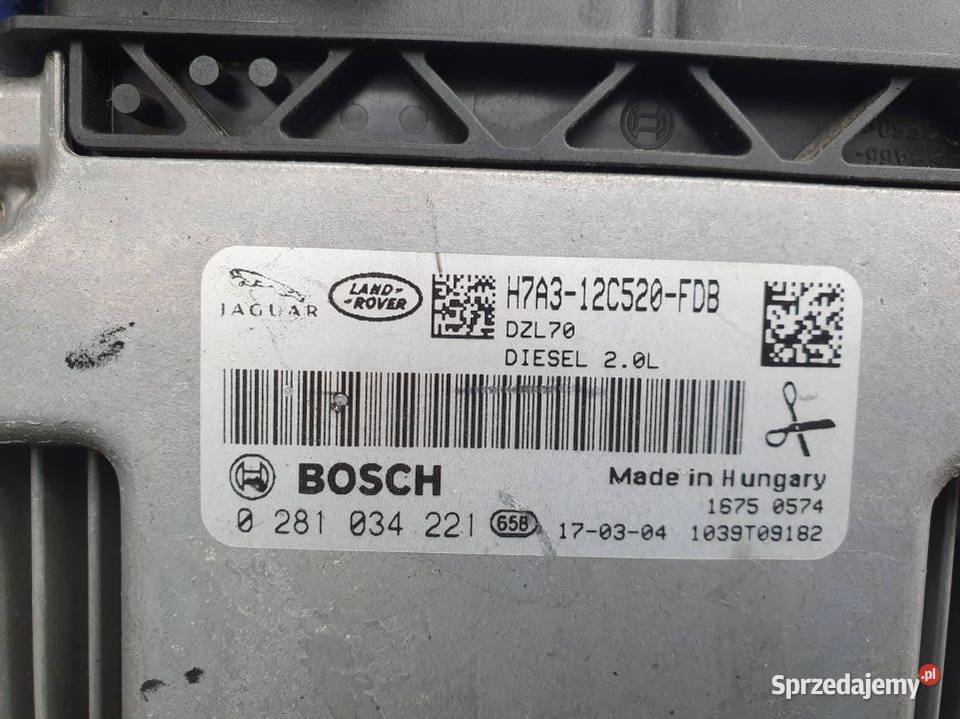 JAGUAR
LAND-
-ROVER
H7A3-12C520-FDB
DZL70
DIESEL 2.0L
BOSCH
Made in Hungary
1675 0574
0 281 034 221 65B 17-03-04 1039T09182
Sprzedajemy.pl